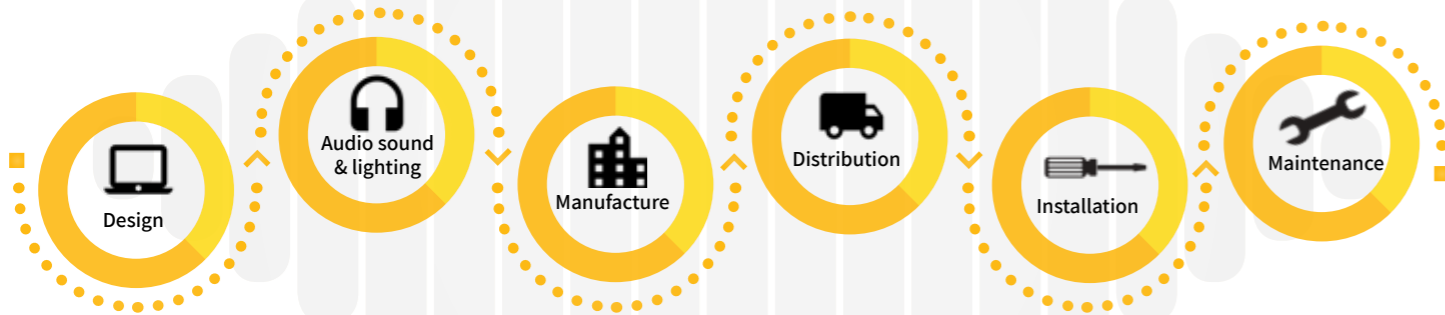 Design
Audio sound
& lighting
Manufacture
Distribution
Installation
Maintenance